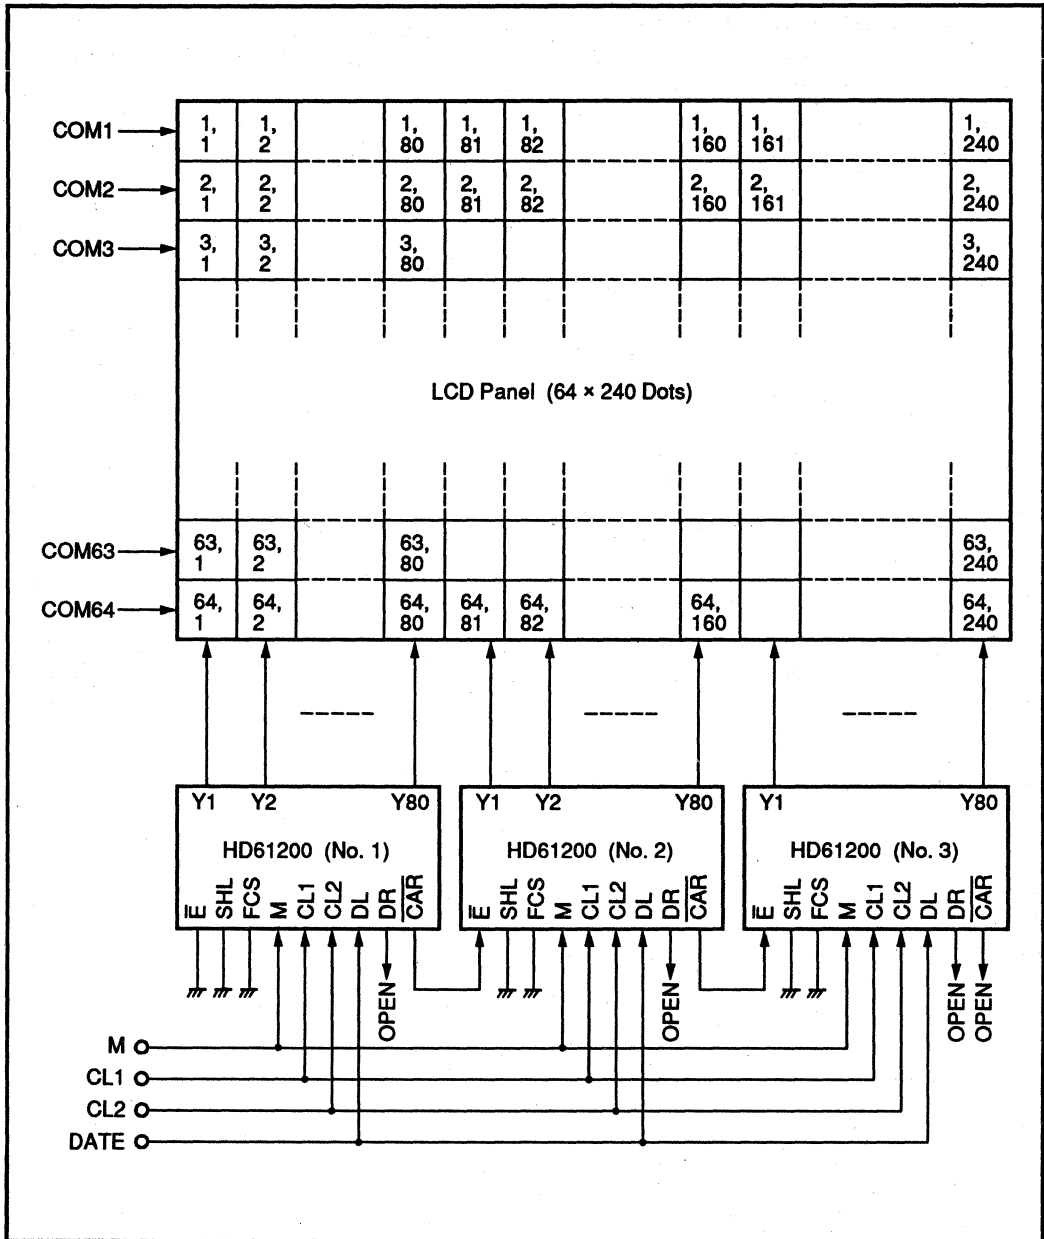 COM1 1, 1 1, 2 1, 80 1, 81 1, 82 1, 160 1, 161 1, 240
COM2 2, 1 2, 2 2, 80 2, 81 2, 82 2, 160 2, 161 2, 240
COM3 3, 1 3, 2 3, 80 3, 240
LCD Panel (64 × 240 Dots)
COM63 63, 1 63, 2 63, 80 63, 240
COM64 64, 1 64, 2 64, 80 64, 81 64, 82 64, 160 64, 240
Y1 Y2 Y80 Y1 Y2 Y80 Y1 Y80
HD61200 (No. 1) HD61200 (No. 2) HD61200 (No. 3)
E̅ SHL FCS M CL1 CL2 DL DR C̅A̅R̅ E̅ SHL FCS M CL1 CL2 DL DR C̅A̅R̅ E̅ SHL FCS M CL1 CL2 DL DR C̅A̅R̅
OPEN OPEN OPEN OPEN
M
CL1
CL2
DATE